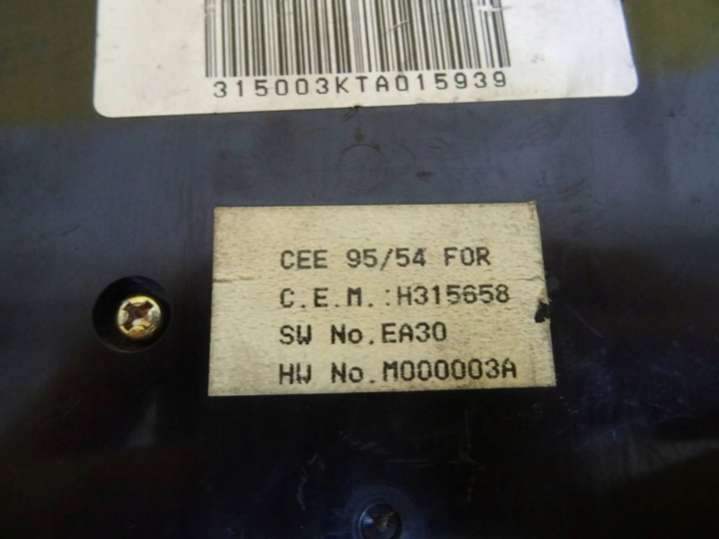 315003KTA015939
CEE 95/54 FOR
C.E.M.:H315658
SW No.EA30
HW No.M000003A